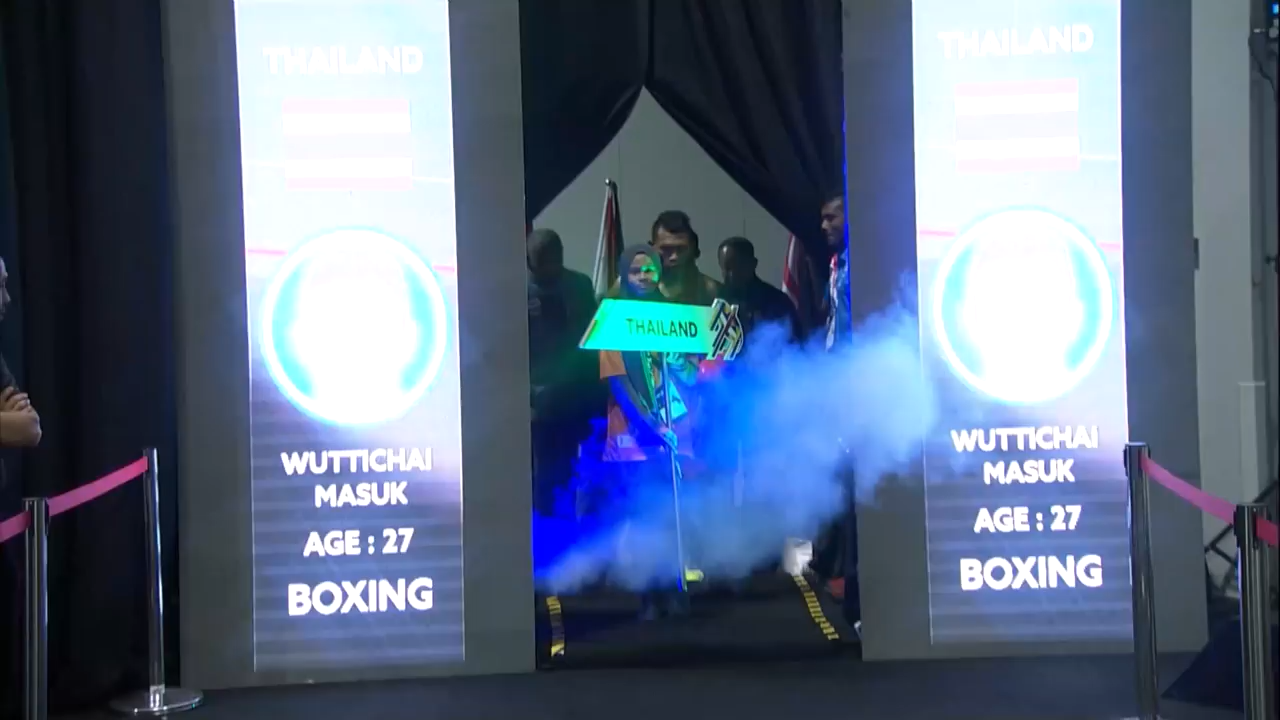 THAILAND
WUTTICHAI
MASUK
AGE : 27
BOXING
THAILAND
THAILAND
WUTTICHAI
MASUK
AGE : 27
BOXING